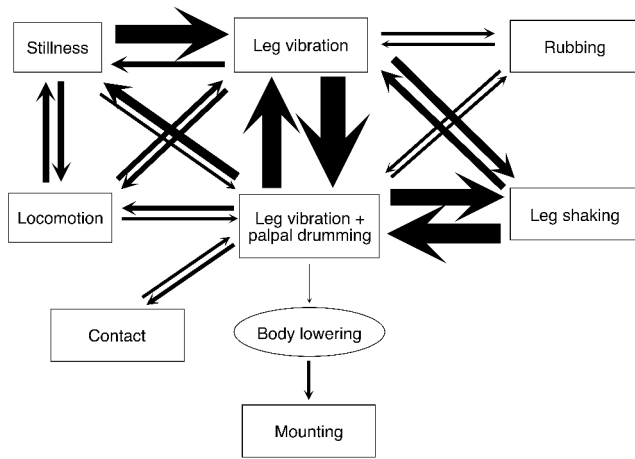 Stillness
Leg vibration
Rubbing
Locomotion
Leg vibration +
palpal drumming
Leg shaking
Contact
Body lowering
Mounting